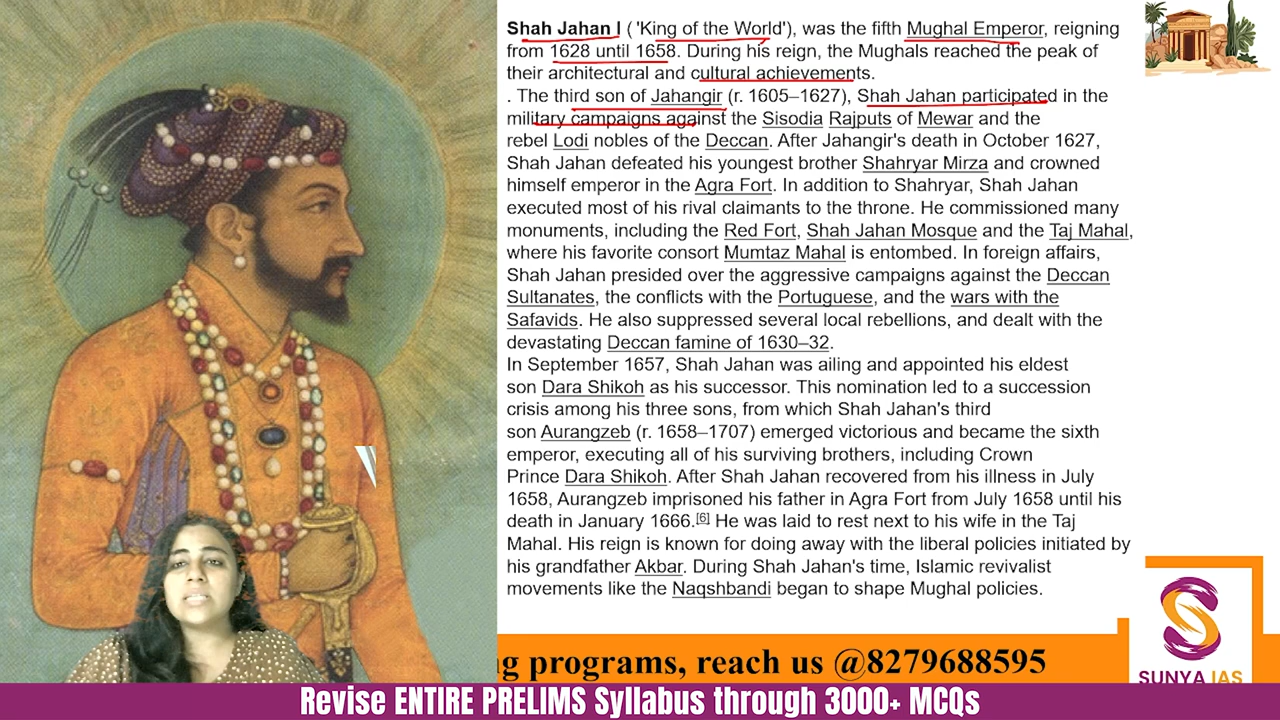 Shah Jahan I ( 'King of the World'), was the fifth Mughal Emperor, reigning
from 1628 until 1658. During his reign, the Mughals reached the peak of
their architectural and cultural achievements.
. The third son of Jahangir (r. 1605–1627), Shah Jahan participated in the
military campaigns against the Sisodia Rajputs of Mewar and the
rebel Lodi nobles of the Deccan. After Jahangir's death in October 1627,
Shah Jahan defeated his youngest brother Shahryar Mirza and crowned
himself emperor in the Agra Fort. In addition to Shahryar, Shah Jahan
executed most of his rival claimants to the throne. He commissioned many
monuments, including the Red Fort, Shah Jahan Mosque and the Taj Mahal,
where his favorite consort Mumtaz Mahal is entombed. In foreign affairs,
Shah Jahan presided over the aggressive campaigns against the Deccan
Sultanates, the conflicts with the Portuguese, and the wars with the
Safavids. He also suppressed several local rebellions, and dealt with the
devastating Deccan famine of 1630–32.
In September 1657, Shah Jahan was ailing and appointed his eldest
son Dara Shikoh as his successor. This nomination led to a succession
crisis among his three sons, from which Shah Jahan's third
son Aurangzeb (r. 1658–1707) emerged victorious and became the sixth
emperor, executing all of his surviving brothers, including Crown
Prince Dara Shikoh. After Shah Jahan recovered from his illness in July
1658, Aurangzeb imprisoned his father in Agra Fort from July 1658 until his
death in January 1666.[6] He was laid to rest next to his wife in the Taj
Mahal. His reign is known for doing away with the liberal policies initiated by
his grandfather Akbar. During Shah Jahan's time, Islamic revivalist
movements like the Naqshbandi began to shape Mughal policies.
g programs, reach us @8279688595
SUNYA IAS
Revise ENTIRE PRELIMS Syllabus through 3000+ MCQs